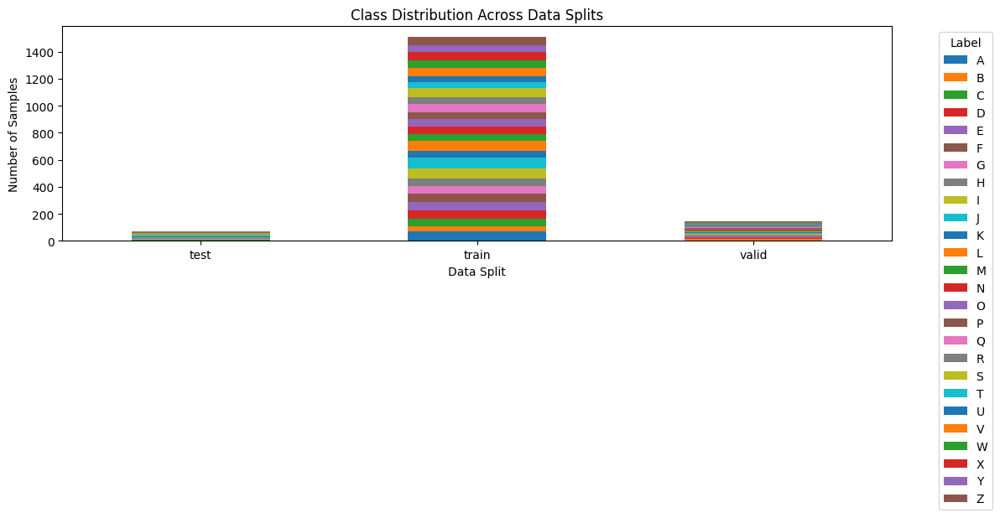 Class Distribution Across Data Splits
Number of Samples
1400
1200
1000
800
600
400
200
0
test
train
valid
Data Split
Label
A
B
C
D
E
F
G
H
I
J
K
L
M
N
O
P
Q
R
S
T
U
V
W
X
Y
Z